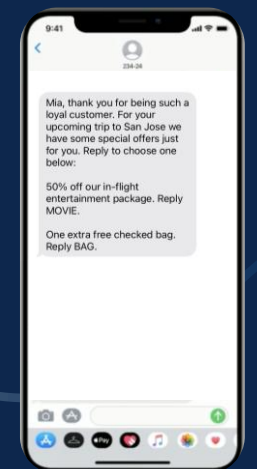 9:41
234-24
Mia, thank you for being such a
loyal customer. For your
upcoming trip to San Jose we
have some special offers just
for you. Reply to choose one
below:
50% off our in-flight
entertainment package. Reply
MOVIE.
One extra free checked bag.
Reply BAG.
Pay